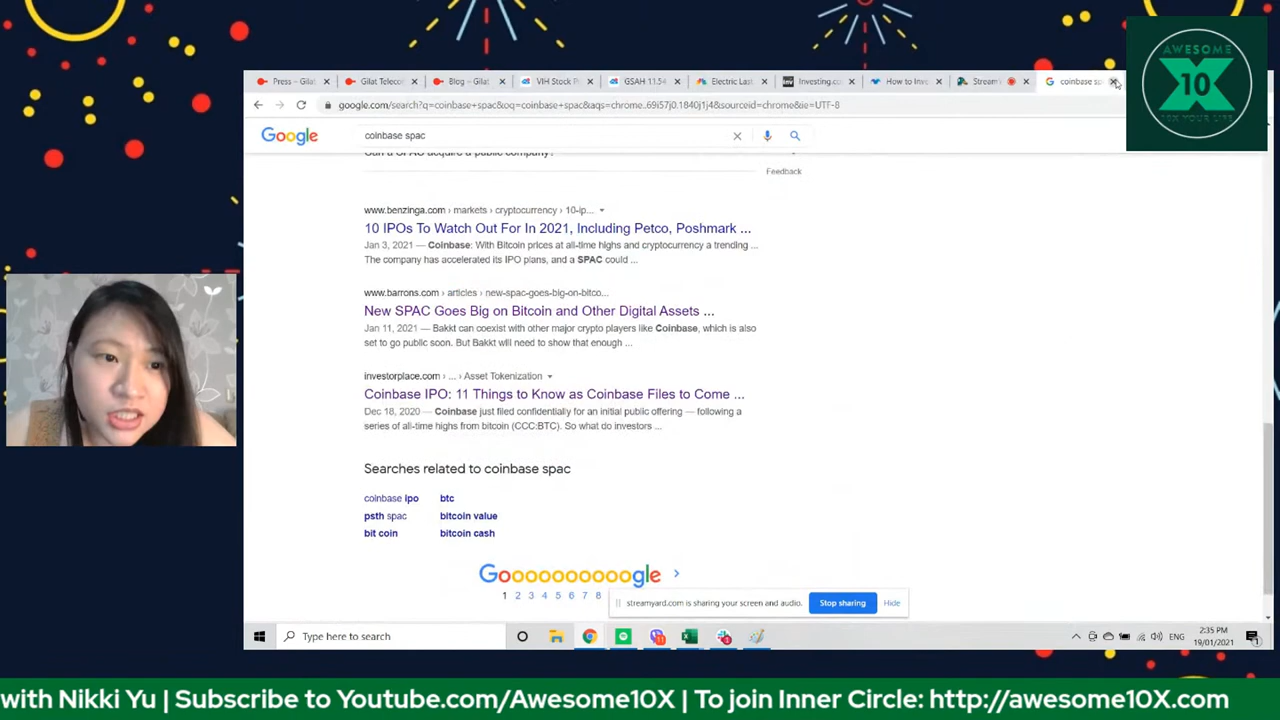 Press – Gilat
Gilat Telecom
Blog – Gilat
VIH Stock P
GSAH 11.54
Electric Last
Investing.co
How to Inve
Stream
coinbase sp
AWESOME
10
10X YOUR LIFE
google.com/search?q=coinbase+spac&oq=coinbase+spac&aqs=chrome..69i57j0.1840j1j4&sourceid=chrome&ie=UTF-8
Google
coinbase spac
Can a SPAC acquire a public company?
Feedback
www.benzinga.com › markets › cryptocurrency › 10-ip...
10 IPOs To Watch Out For In 2021, Including Petco, Poshmark ...
Jan 3, 2021 — Coinbase: With Bitcoin prices at all-time highs and cryptocurrency a trending ...
The company has accelerated its IPO plans, and a SPAC could ...
www.barrons.com › articles › new-spac-goes-big-on-bitco...
New SPAC Goes Big on Bitcoin and Other Digital Assets ...
Jan 11, 2021 — Bakkt can coexist with other major crypto players like Coinbase, which is also
set to go public soon. But Bakkt will need to show that enough ...
investorplace.com › ... › Asset Tokenization
Coinbase IPO: 11 Things to Know as Coinbase Files to Come ...
Dec 18, 2020 — Coinbase just filed confidentially for an initial public offering — following a
series of all-time highs from bitcoin (CCC:BTC). So what do investors ...
Searches related to coinbase spac
coinbase ipo
btc
psth spac
bitcoin value
bit coin
bitcoin cash
Goooooooooogle
1 2 3 4 5 6 7 8
streamyard.com is sharing your screen and audio.
Stop sharing
Hide
Type here to search
ENG
2:35 PM
19/01/2021
with Nikki Yu | Subscribe to Youtube.com/Awesome10X | To join Inner Circle: http://awesome10X.com